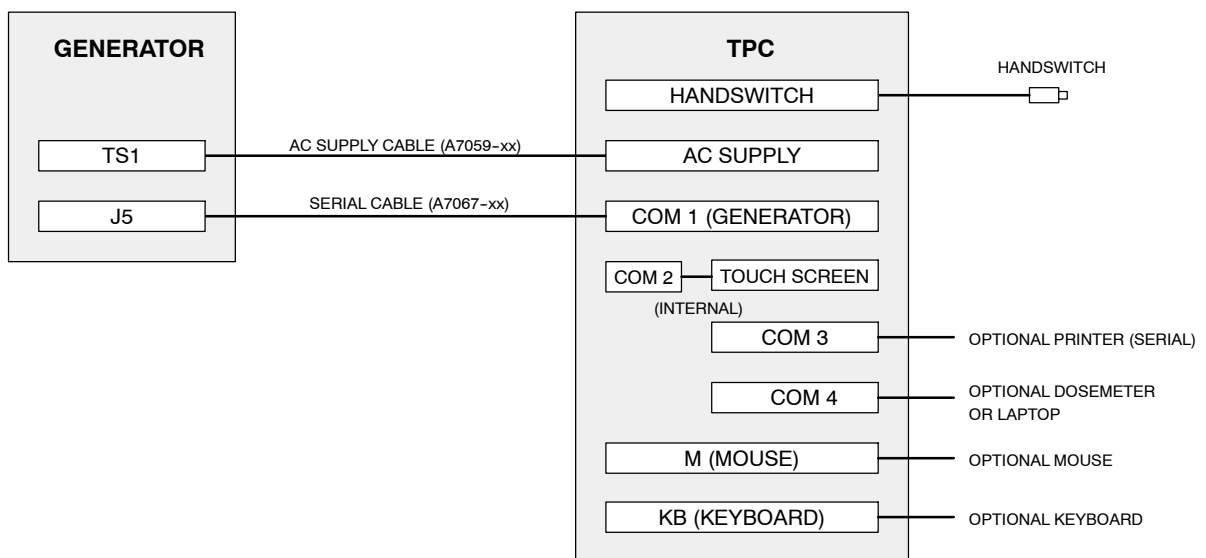 GENERATOR
TPC
HANDSWITCH
HANDSWITCH
TS1
AC SUPPLY CABLE (A7059-xx)
AC SUPPLY
J5
SERIAL CABLE (A7067-xx)
COM 1 (GENERATOR)
COM 2
TOUCH SCREEN
(INTERNAL)
COM 3
OPTIONAL PRINTER (SERIAL)
COM 4
OPTIONAL DOSEMETER
OR LAPTOP
M (MOUSE)
OPTIONAL MOUSE
KB (KEYBOARD)
OPTIONAL KEYBOARD